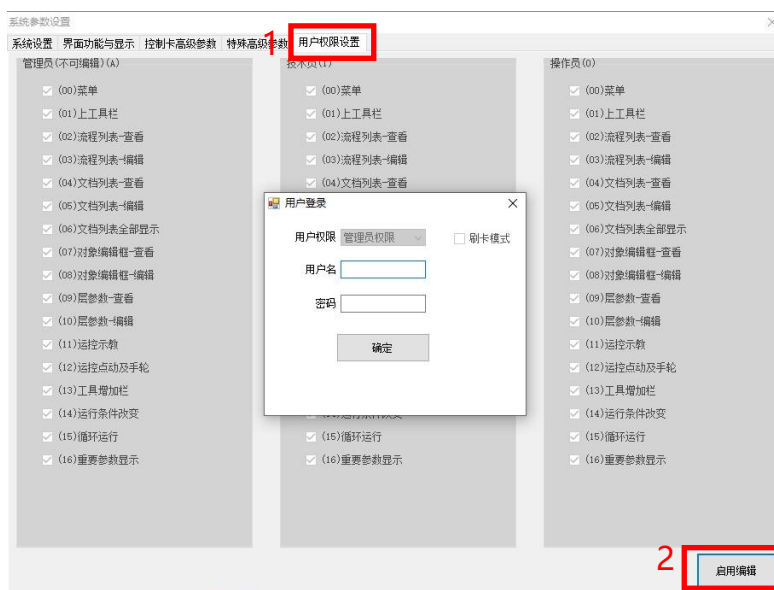 系统参数设置
系统设置 界面功能与显示 控制卡高级参数 特殊高级参数 用户权限设置
1
管理员(不可编辑)(A)
(00)菜单
(01)上工具栏
(02)流程列表-查看
(03)流程列表-编辑
(04)文档列表-查看
(05)文档列表-编辑
(06)文档列表全部显示
(07)对象编辑框-查看
(08)对象编辑框-编辑
(09)层参数-查看
(10)层参数-编辑
(11)运控示教
(12)运控点动及手轮
(13)工具增加栏
(14)运行条件改变
(15)循环运行
(16)重要参数显示
技术员(T)
(00)菜单
(01)上工具栏
(02)流程列表-查看
(03)流程列表-编辑
(04)文档列表-查看
(15)循环运行
(16)重要参数显示
用户登录
用户权限 管理员权限 刷卡模式
用户名
密码
确定
操作员(O)
(00)菜单
(01)上工具栏
(02)流程列表-查看
(03)流程列表-编辑
(04)文档列表-查看
(05)文档列表-编辑
(06)文档列表全部显示
(07)对象编辑框-查看
(08)对象编辑框-编辑
(09)层参数-查看
(10)层参数-编辑
(11)运控示教
(12)运控点动及手轮
(13)工具增加栏
(14)运行条件改变
(15)循环运行
(16)重要参数显示
2
启用编辑